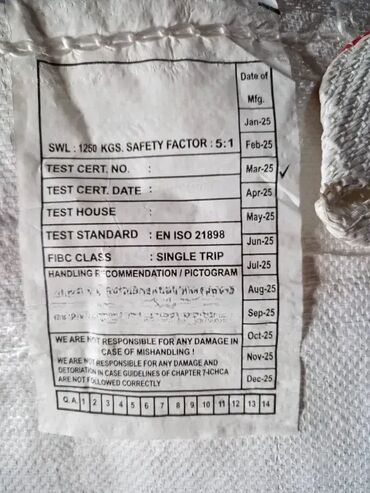 Date of
Mfg.
Jan-25
SWL : 1250 KGS. SAFETY FACTOR : 5:1
Feb-25
TEST CERT. NO. :
Mar-25 ✓
TEST CERT. DATE :
Apr-25
TEST HOUSE :
May-25
TEST STANDARD : EN ISO 21898
Jun-25
FIBC CLASS : SINGLE TRIP
Jul-25
HANDLING RECOMMENDATION / PICTOGRAM
Aug-25
Sep-25
WE ARE NOT RESPONSIBLE FOR ANY DAMAGE IN
CASE OF MISHANDLING !
Oct-25
WE ARE NOT RESPONSIBLE FOR ANY DAMAGE AND
DETORIATION IN CASE GUIDELINES OF CHAPTER 7-ICHCA
ARE NOT FOLLOWED CORRECTLY
Nov-25
Dec-25
Q.A. 1 2 3 4 5 6 7 8 9 10 11 12 13 14